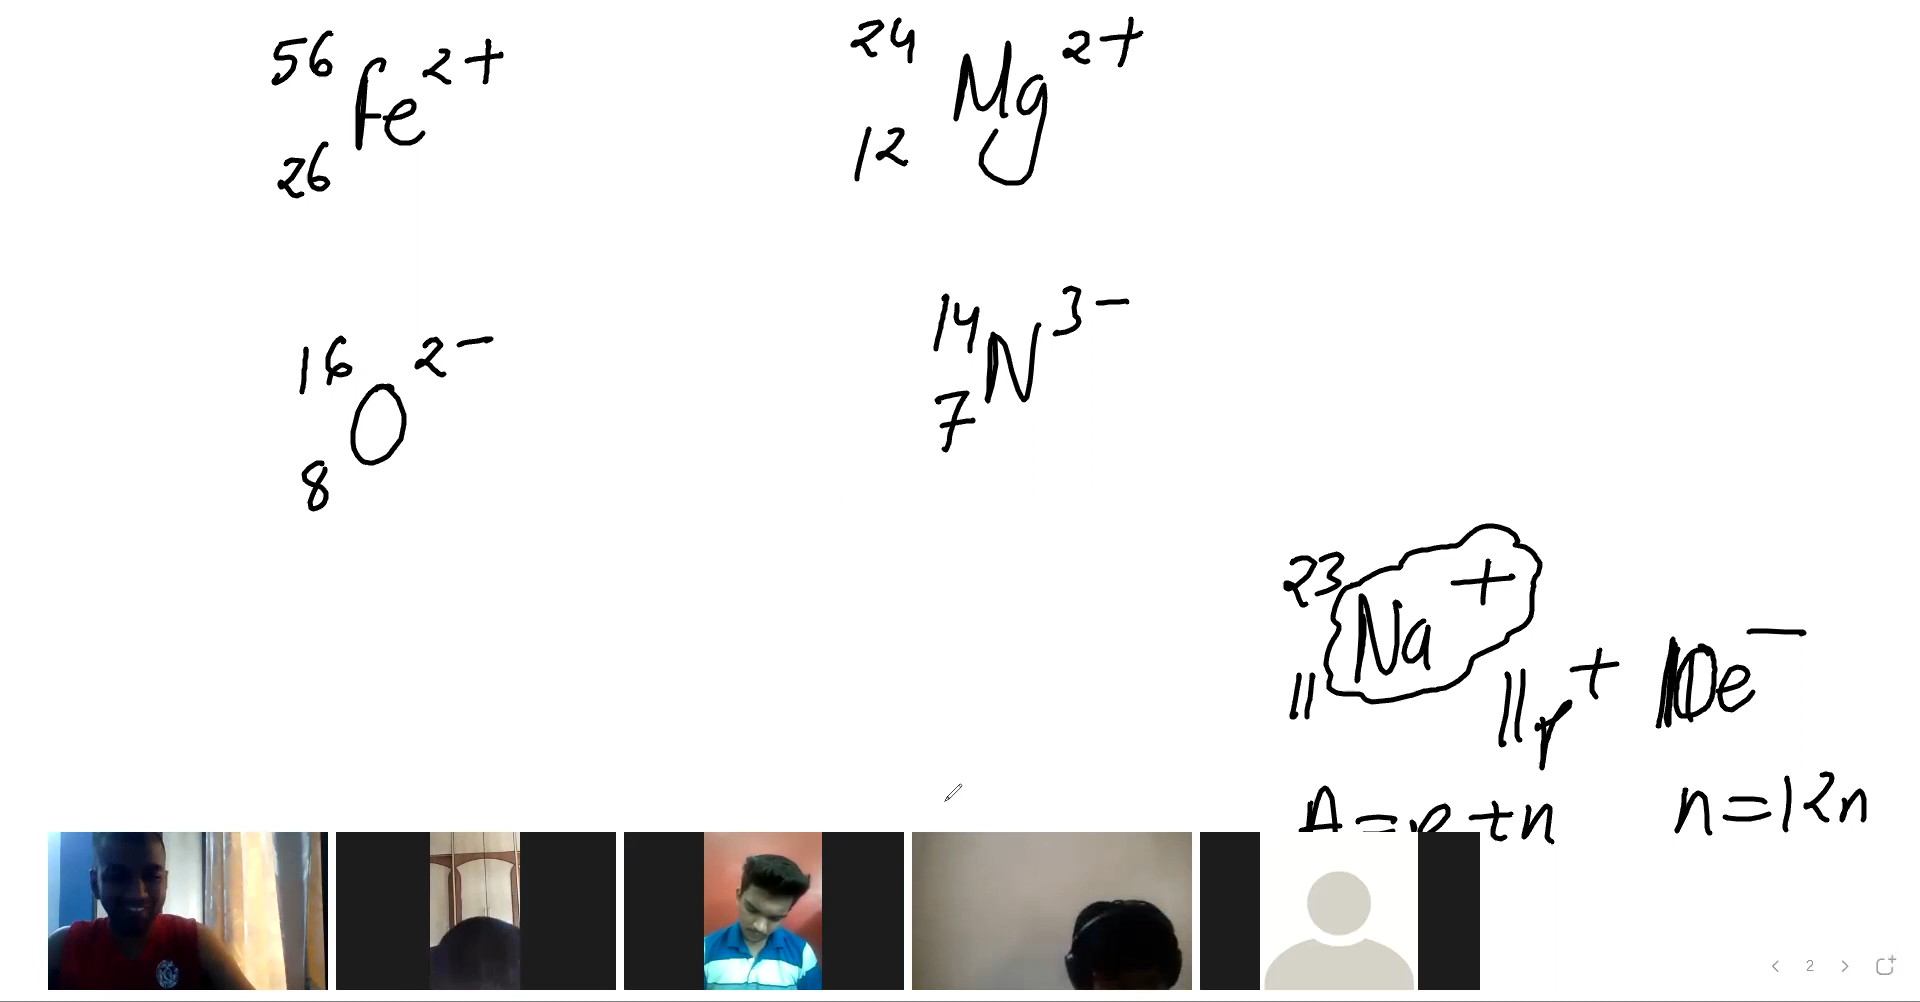 56 Fe 2+
26
24 Mg 2+
12
16 O 2-
8
14 N 3-
7
23 Na +
11
11p+ 10e-
A=p+n n=12n
2